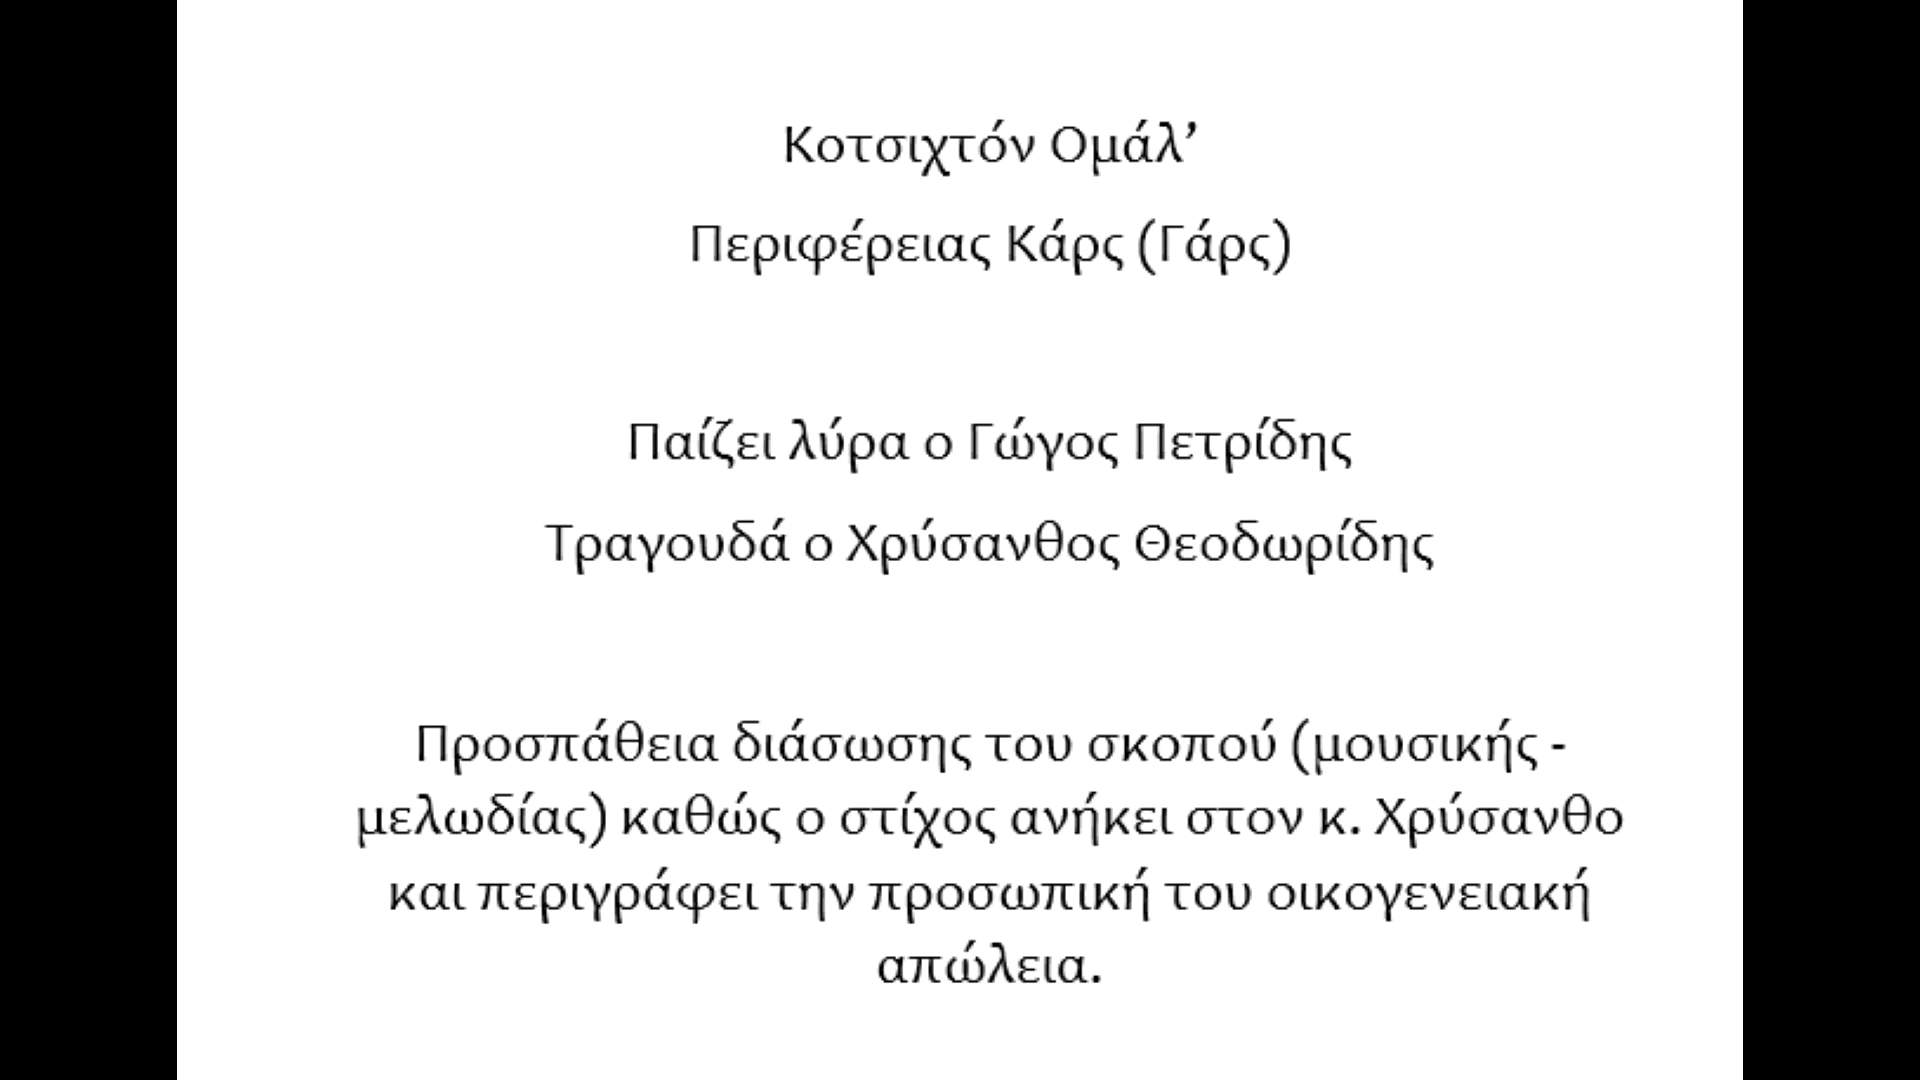 Κοτσιχτόν Ομάλ’
Περιφέρειας Κάρς (Γάρς)
Παίζει λύρα ο Γώγος Πετρίδης
Τραγουδά ο Χρύσανθος Θεοδωρίδης
Προσπάθεια διάσωσης του σκοπού (μουσικής -
μελωδίας) καθώς ο στίχος ανήκει στον κ. Χρύσανθο
και περιγράφει την προσωπική του οικογενειακή
απώλεια.